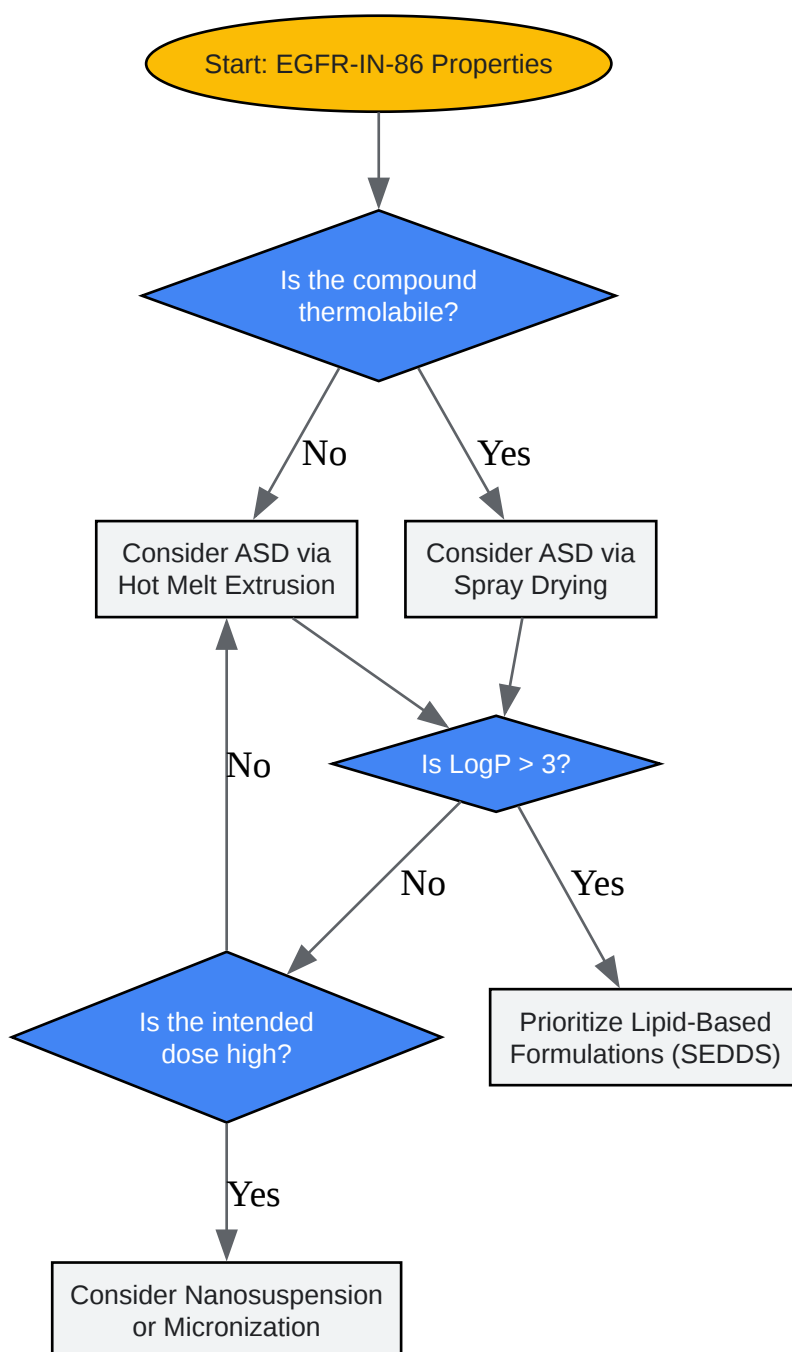 Start: EGFR-IN-86 Properties
Is the compound
thermolabile?
No
Yes
Consider ASD via
Hot Melt Extrusion
Consider ASD via
Spray Drying
No
Is LogP > 3?
No
Yes
Is the intended
dose high?
Prioritize Lipid-Based
Formulations (SEDDS)
Yes
Consider Nanosuspension
or Micronization